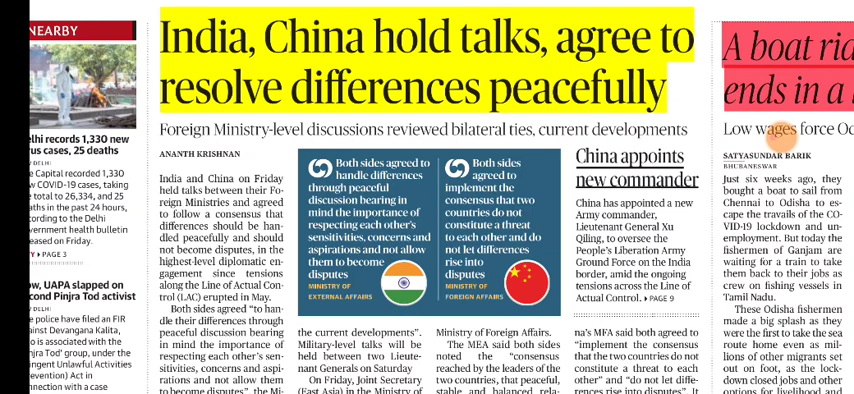 NEARBY
elhi records 1,330 new
us cases, 25 deaths
DELHI:
e Capital recorded 1,330
w COVID-19 cases, taking
e total to 26,334, and 25
aths in the past 24 hours,
cording to the Delhi
vernment health bulletin
eased on Friday.
PAGE 3
ow, UAPA slapped on
cond Pinjra Tod activist
DELHI:
e police have filed an FIR
ainst Devangana Kalita,
o is associated with the
njra Tod' group, under the
ingent Unlawful Activities
evention) Act in
nnection with a case
India, China hold talks, agree to
resolve differences peacefully
Foreign Ministry-level discussions reviewed bilateral ties, current developments
ANANTH KRISHNAN
India and China on Friday
held talks between their Fo-
reign Ministries and agreed
to follow a consensus that
differences should be han-
dled peacefully and should
not become disputes, in the
highest-level diplomatic en-
gagement since tensions
along the Line of Actual Con-
trol (LAC) erupted in May.
Both sides agreed “to han-
dle their differences through
peaceful discussion bearing
in mind the importance of
respecting each other’s sen-
sitivities, concerns and aspi-
rations and not allow them
to become disputes”, the Mi-
Both sides agreed to
handle differences
through peaceful
discussion bearing in
mind the importance of
respecting each other’s
sensitivities, concerns and
aspirations and not allow
them to become
disputes
MINISTRY OF
EXTERNAL AFFAIRS
Both sides
agreed to
implement the
consensus that two
countries do not
constitute a threat
to each other and do
not let differences
rise into
disputes
MINISTRY OF
FOREIGN AFFAIRS
the current developments”.
Military-level talks will be
held between two Lieute-
nant Generals on Saturday
On Friday, Joint Secretary
(East Asia) in the Ministry of
Ministry of Foreign Affairs.
The MEA said both sides
noted the “consensus
reached by the leaders of the
two countries, that peaceful,
stable and balanced rela-
China appoints
new commander
China has appointed a new
Army commander,
Lieutenant General Xu
Qiling, to oversee the
People’s Liberation Army
Ground Force on the India
border, amid the ongoing
tensions across the Line of
Actual Control. PAGE 9
na’s MFA said both agreed to
“implement the consensus
that the two countries do not
constitute a threat to each
other” and “do not let diffe-
rences rise into disputes”. It
A boat rid
ends in a
Low wages force Od
SATYASUNDAR BARIK
BHUBANESWAR
Just six weeks ago, they
bought a boat to sail from
Chennai to Odisha to es-
cape the travails of the CO-
VID-19 lockdown and un-
employment. But today the
fishermen of Ganjam are
waiting for a train to take
them back to their jobs as
crew on fishing vessels in
Tamil Nadu.
These Odisha fishermen
made a big splash as they
were the first to take the sea
route home even as mil-
lions of other migrants set
out on foot, as the lock-
down closed jobs and other
options for livelihood and